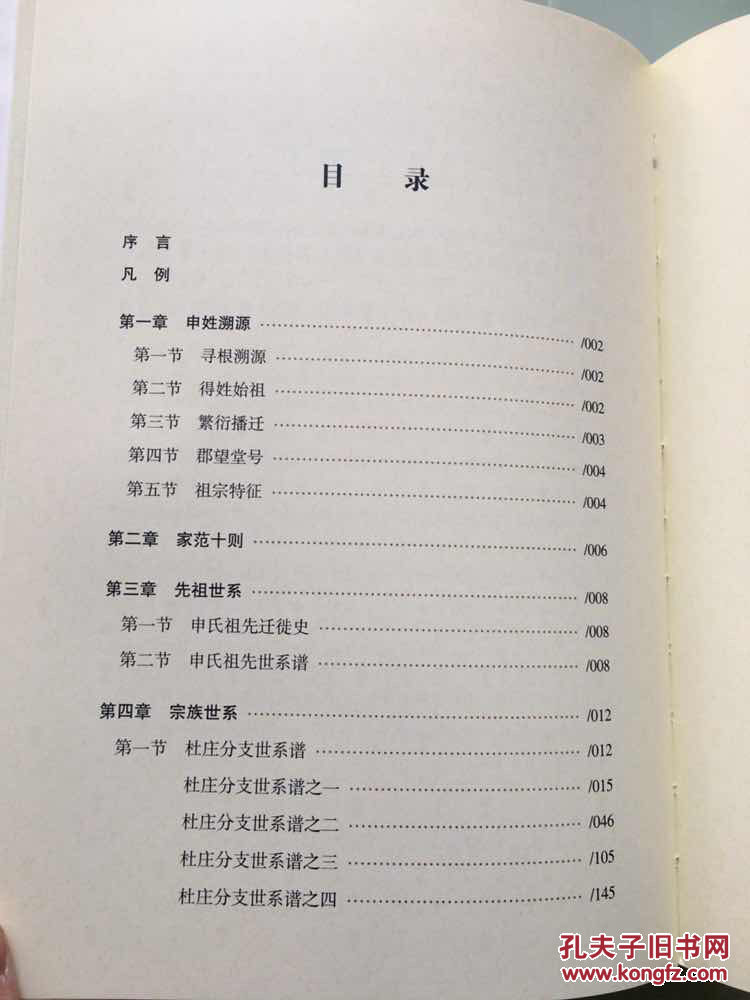 目 录
序 言
凡 例
第一章 申姓溯源 ……………………………… /002
第一节 寻根溯源 ……………………………… /002
第二节 得姓始祖 ……………………………… /002
第三节 繁衍播迁 ……………………………… /003
第四节 郡望堂号 ……………………………… /004
第五节 祖宗特征 ……………………………… /004
第二章 家范十则 ……………………………… /006
第三章 先祖世系 ……………………………… /008
第一节 申氏祖先迁徙史 ……………………………… /008
第二节 申氏祖先世系谱 ……………………………… /008
第四章 宗族世系 ……………………………… /012
第一节 杜庄分支世系谱 ……………………………… /012
杜庄分支世系谱之一 ……………………………… /015
杜庄分支世系谱之二 ……………………………… /046
杜庄分支世系谱之三 ……………………………… /105
杜庄分支世系谱之四 ……………………………… /145
孔夫子旧书网
www.kongfz.com